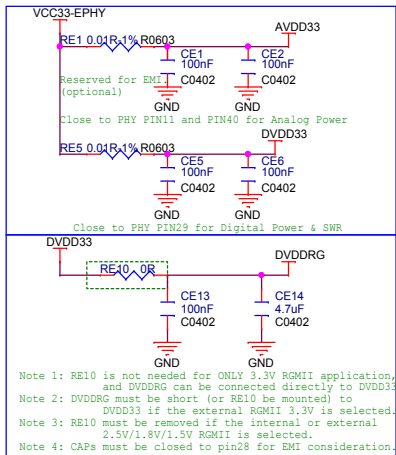 VCC33-EPHY
AVDD33
RE1 0.01R-1% R0603
CE1
100nF
C0402
CE2
100nF
C0402
Reserved for EMI.
(optional)
GND
GND
Close to PHY PIN11 and PIN40 for Analog Power
DVDD33
RE5 0.01R-1% R0603
CE5
100nF
C0402
CE6
100nF
C0402
GND
GND
Close to PHY PIN29 for Digital Power & SWR
DVDD33
DVDDRG
RE10 0R
CE13
100nF
C0402
CE14
4.7uF
C0402
GND
GND
Note 1: RE10 is not needed for ONLY 3.3V RGMII application,
and DVDDRG can be connected directly to DVDD33
Note 2: DVDDRG must be short (or RE10 be mounted) to
DVDD33 if the external RGMII 3.3V is selected.
Note 3: RE10 must be removed if the internal or external
2.5V/1.8V/1.5V RGMII is selected.
Note 4: CAPs must be closed to pin28 for EMI consideration.